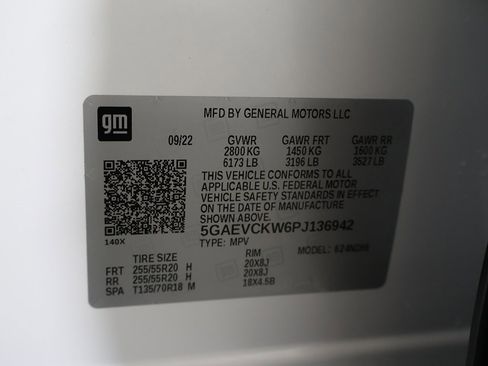 gm
MFD BY GENERAL MOTORS LLC
09/22 GVWR GAWR FRT GAWR RR
2800 KG 1450 KG 1600 KG
6173 LB 3196 LB 3527 LB
THIS VEHICLE CONFORMS TO ALL
APPLICABLE U.S. FEDERAL MOTOR
VEHICLE SAFETY STANDARDS IN EFFECT
ON THE DATE OF MANUFACTURE SHOWN ABOVE.
5GAEVCKW6PJ136942
140X
TYPE: MPV MODEL:
TIRE SIZE RIM
FRT 255/55R20 H 20X8J
RR 255/55R20 H 20X8J
SPA T135/70R18 M 18X4.5B